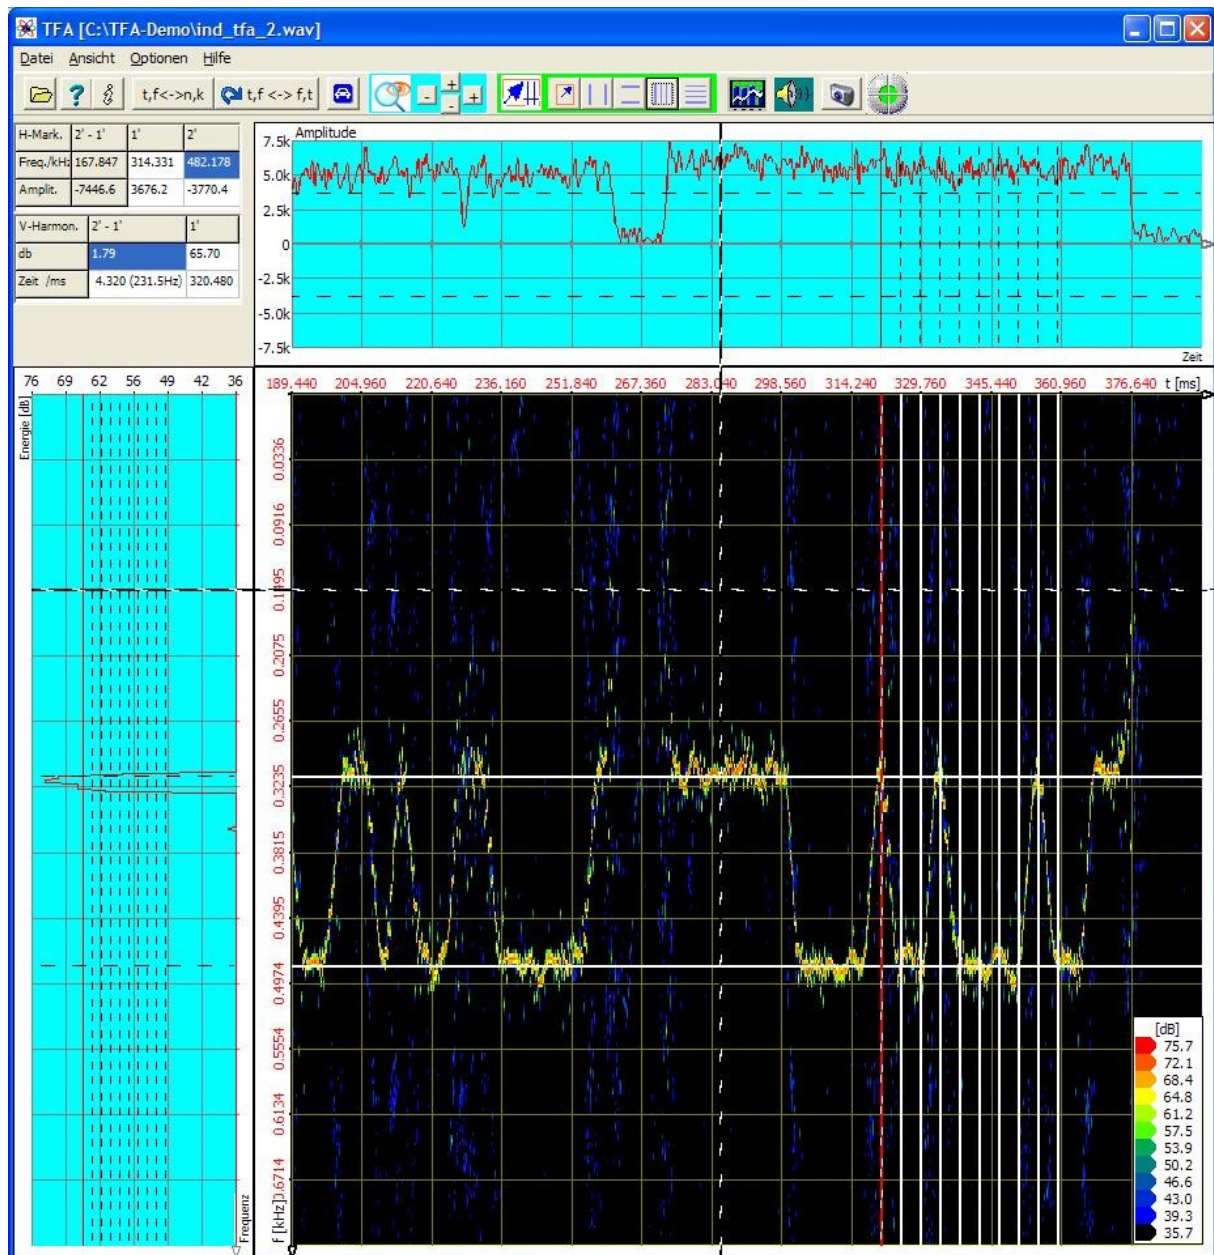 TFA [C:\TFA-Demo\ind_tfa_2.wav]
Datei Ansicht Optionen Hilfe
? i t,f<->n,k t,f <-> f,t - + - +
H-Mark. 2' - 1' 1' 2'
Freq./kHz 167.847 314.331 482.178
Amplit. -7446.6 3676.2 -3770.4
V-Harmon. 2' - 1' 1'
db 1.79 65.70
Zeit /ms 4.320 (231.5Hz) 320.480
Amplitude
7.5k
5.0k
2.5k
0
-2.5k
-5.0k
-7.5k
Zeit
76 69 62 56 49 42 36
Energie [dB]
Frequenz
189.440 204.960 220.640 236.160 251.840 267.360 283.040 298.560 314.240 329.760 345.440 360.960 376.640 t [ms]
0.0336
0.0916
0.1495
0.2075
0.2655
0.3235
0.3815
0.4395
0.4974
0.5554
0.6134
0.6714
f [kHz]
[dB]
75.7
72.1
68.4
64.8
61.2
57.5
53.9
50.2
46.6
43.0
39.3
35.7